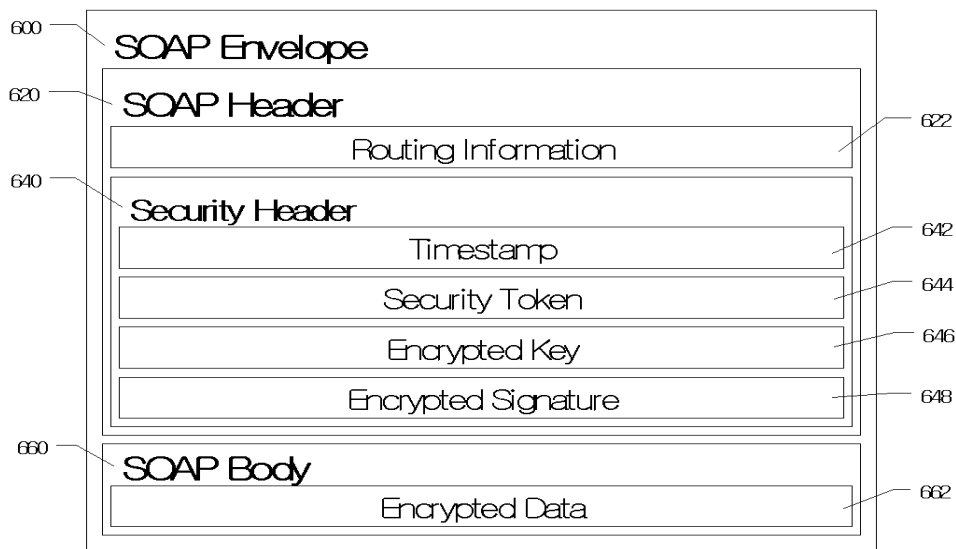 600
SOAP Envelope
620
SOAP Header
622
Routing Information
640
Security Header
642
Timestamp
644
Security Token
646
Encrypted Key
648
Encrypted Signature
660
SOAP Body
662
Encrypted Data